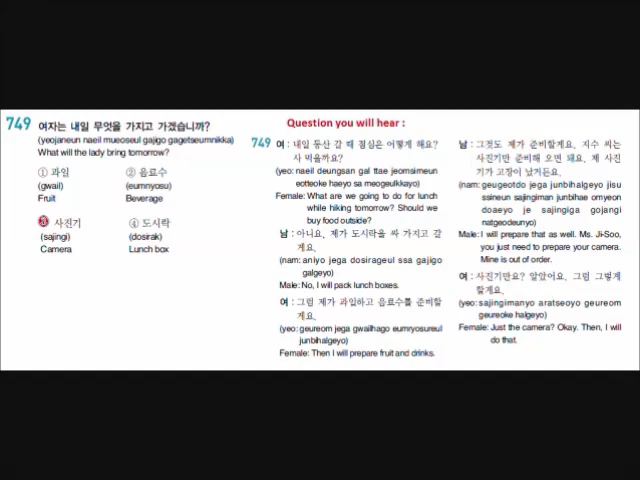 749 여자는 내일 무엇을 가지고 가겠습니까?
(yeojaneun naeil mueoseul gajigo gagetseumnikka)
What will the lady bring tomorrow?
① 과일 ② 음료수
(gwail) (eumnyosu)
Fruit Beverage
③ 사진기 ④ 도시락
(sajingi) (dosirak)
Camera Lunch box
Question you will hear :
749 여 : 내일 등산 갈 때 점심은 어떻게 해요?
사 먹을까요?
(yeo: naeil deungsan gal ttae jeomsimeun
eotteoke haeyo sa meogeulkkayo)
Female: What are we going to do for lunch
while hiking tomorrow? Should we
buy food outside?
남 : 아니요, 제가 도시락을 싸 가지고 갈
게요.
(nam: aniyo jega dosirageul ssa gajigo
galgeyo)
Male: No, I will pack lunch boxes.
여 : 그럼 제가 과일하고 음료수를 준비할
게요.
(yeo: geureom jega gwailhago eumryosureul
junbihalgeyo)
Female: Then I will prepare fruit and drinks.
남 : 그것도 제가 준비할게요. 지수 씨는
사진기만 준비해 오면 돼요. 제 사진
기가 고장이 났거든요.
(nam: geugeotdo jega junbihalgeyo jisu
ssineun sajingiman junbihae omyeon
doaeyo je sajingiga gojangi
natgeodeunyo)
Male: I will prepare that as well. Ms. Ji-Soo,
you just need to prepare your camera.
Mine is out of order.
여 : 사진기만요? 알았어요. 그럼 그렇게
할게요.
(yeo: sajingimanyo aratseoyo geureom
geureoke halgeyo)
Female: Just the camera? Okay. Then, I will
do that.